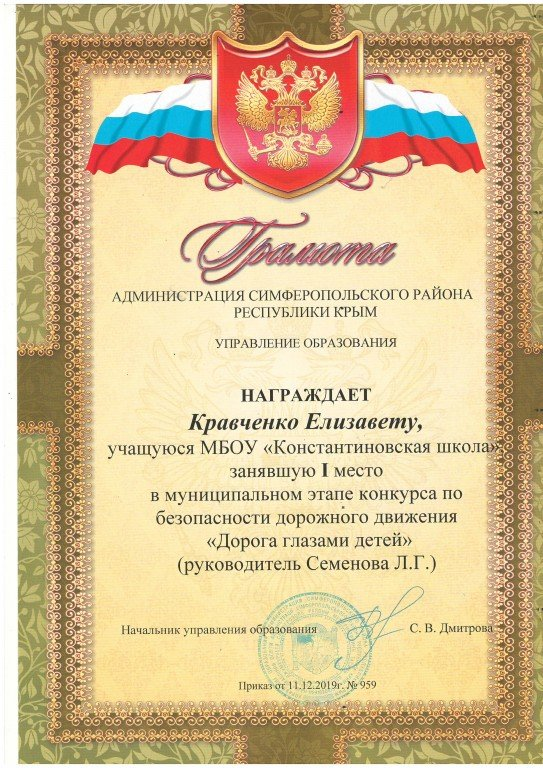 Грамота
АДМИНИСТРАЦИЯ СИМФЕРОПОЛЬСКОГО РАЙОНА
РЕСПУБЛИКИ КРЫМ
УПРАВЛЕНИЕ ОБРАЗОВАНИЯ
НАГРАЖДАЕТ
Кравченко Елизавету,
учащуюся МБОУ «Константиновская школа»
занявшую I место
в муниципальном этапе конкурса по
безопасности дорожного движения
«Дорога глазами детей»
(руководитель Семенова Л.Г.)
Начальник управления образования С. В. Дмитрова
Приказ от 11.12.2019г. № 959